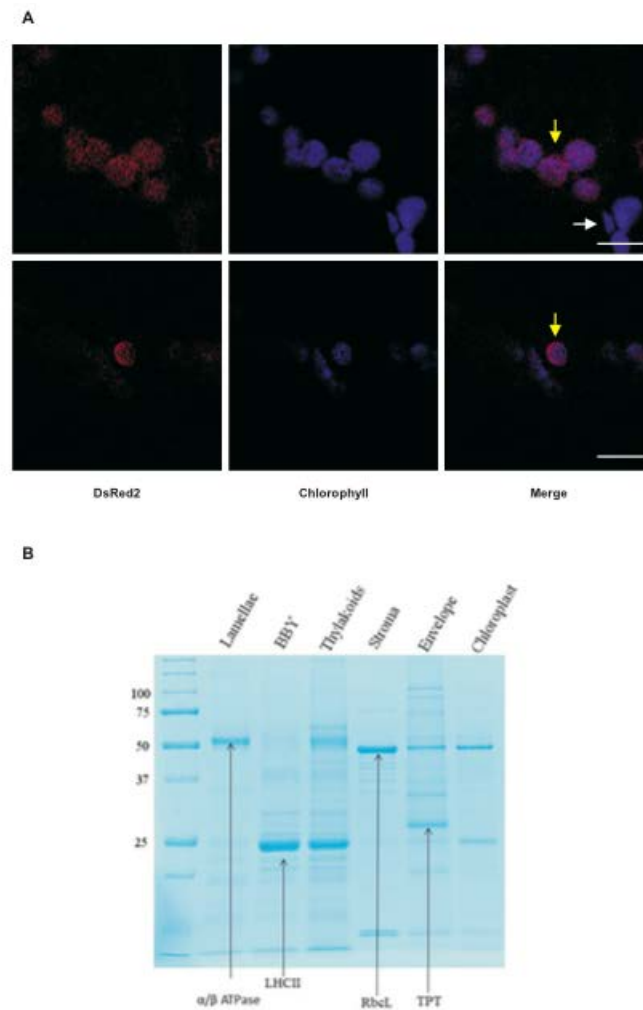 A
DsRed2 Chlorophyll Merge
B
Lamellae BBY Thylakoids Stroma Envelope Chloroplast
100
75
50
37
25
α/β ATPase LHCII RbcL TPT